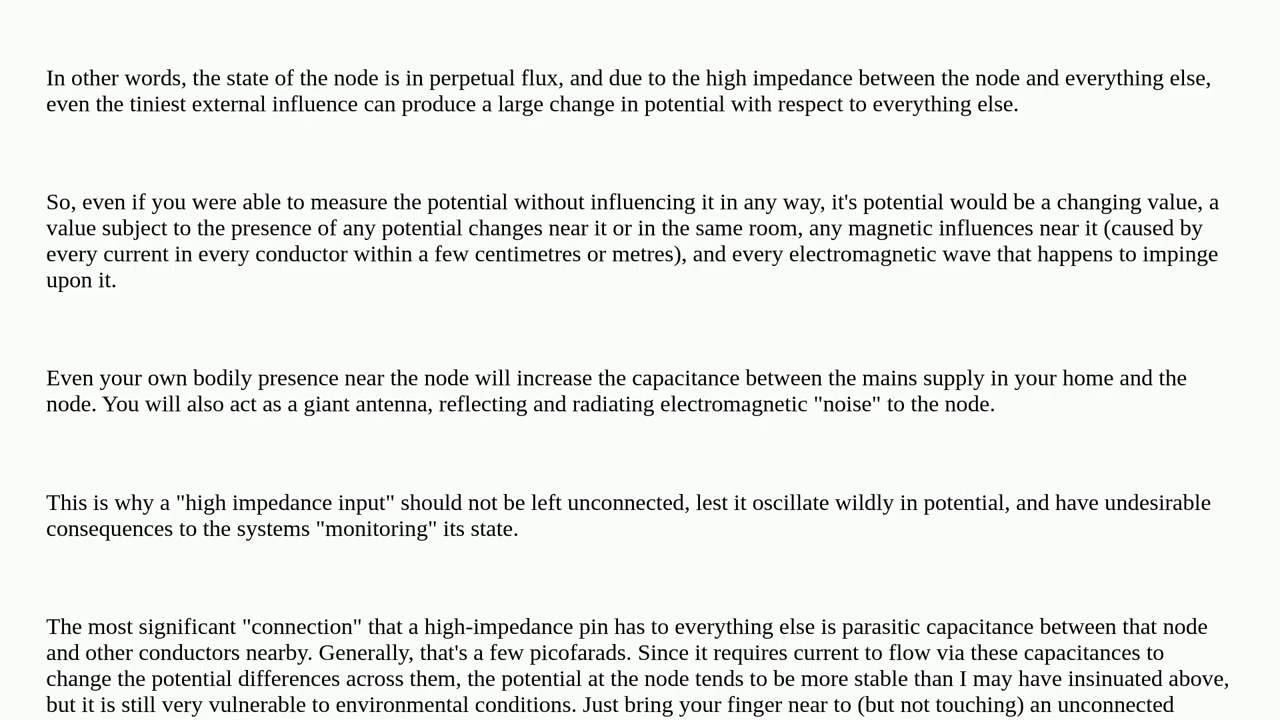 In other words, the state of the node is in perpetual flux, and due to the high impedance between the node and everything else,
even the tiniest external influence can produce a large change in potential with respect to everything else.
So, even if you were able to measure the potential without influencing it in any way, it's potential would be a changing value, a
value subject to the presence of any potential changes near it or in the same room, any magnetic influences near it (caused by
every current in every conductor within a few centimetres or metres), and every electromagnetic wave that happens to impinge
upon it.
Even your own bodily presence near the node will increase the capacitance between the mains supply in your home and the
node. You will also act as a giant antenna, reflecting and radiating electromagnetic "noise" to the node.
This is why a "high impedance input" should not be left unconnected, lest it oscillate wildly in potential, and have undesirable
consequences to the systems "monitoring" its state.
The most significant "connection" that a high-impedance pin has to everything else is parasitic capacitance between that node
and other conductors nearby. Generally, that's a few picofarads. Since it requires current to flow via these capacitances to
change the potential differences across them, the potential at the node tends to be more stable than I may have insinuated above,
but it is still very vulnerable to environmental conditions. Just bring your finger near to (but not touching) an unconnected